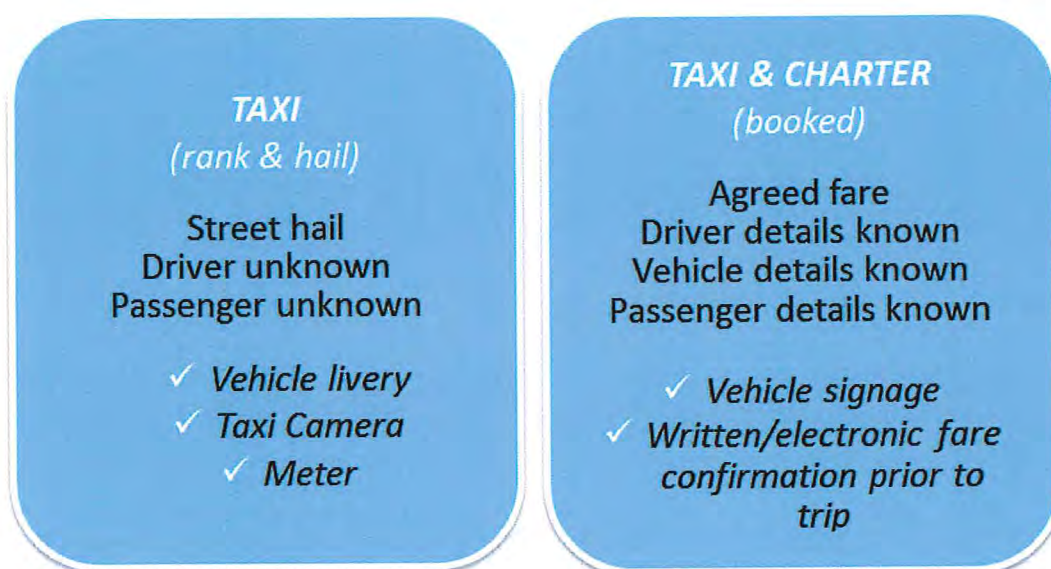 TAXI
(rank & hail)
Street hail
Driver unknown
Passenger unknown
✓ Vehicle livery
✓ Taxi Camera
✓ Meter
TAXI & CHARTER
(booked)
Agreed fare
Driver details known
Vehicle details known
Passenger details known
✓ Vehicle signage
✓ Written/electronic fare
confirmation prior to
trip